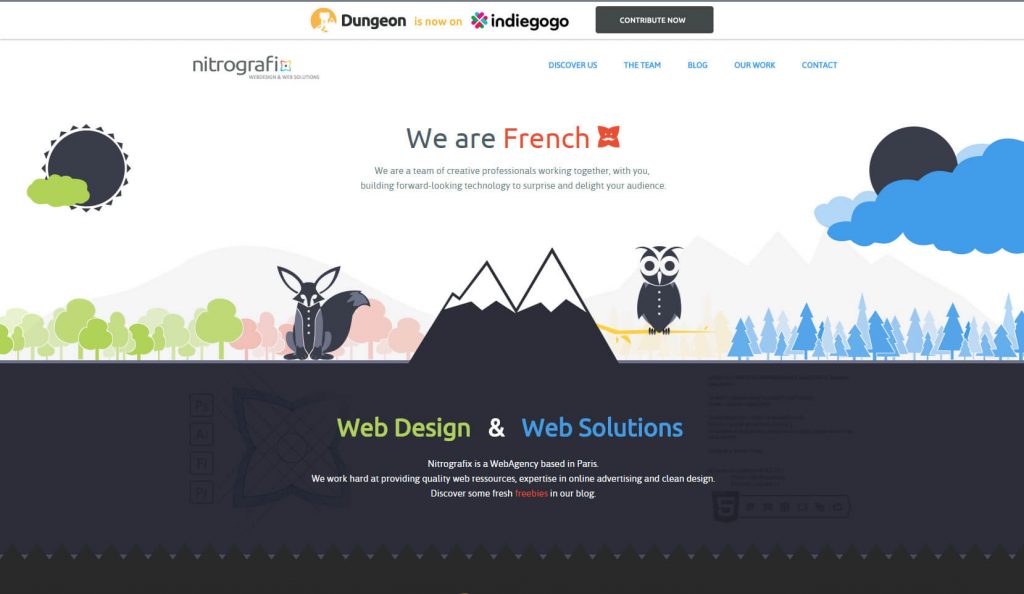 Dungeon is now on indiegogo CONTRIBUTE NOW
nitrografix
WEBDESIGN & WEB SOLUTIONS
DISCOVER US THE TEAM BLOG OUR WORK CONTACT
We are French
We are a team of creative professionals working together, with you,
building forward-looking technology to surprise and delight your audience.
Ps
Ai
Fl
Web Design & Web Solutions
Nitrografix is a WebAgency based in Paris.
We work hard at providing quality web ressources, expertise in online advertising and clean design.
Discover some fresh freebies in our blog.